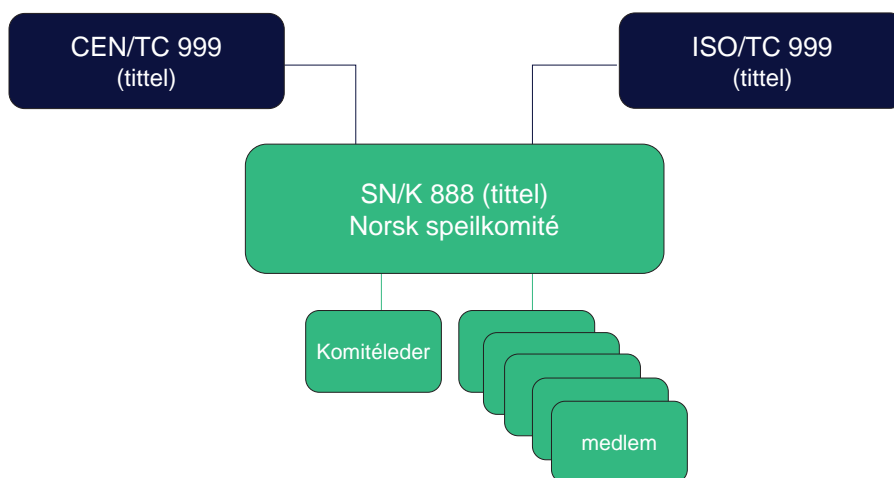 CEN/TC 999
(tittel)
ISO/TC 999
(tittel)
SN/K 888 (tittel)
Norsk speilkomité
Komitéleder
medlem